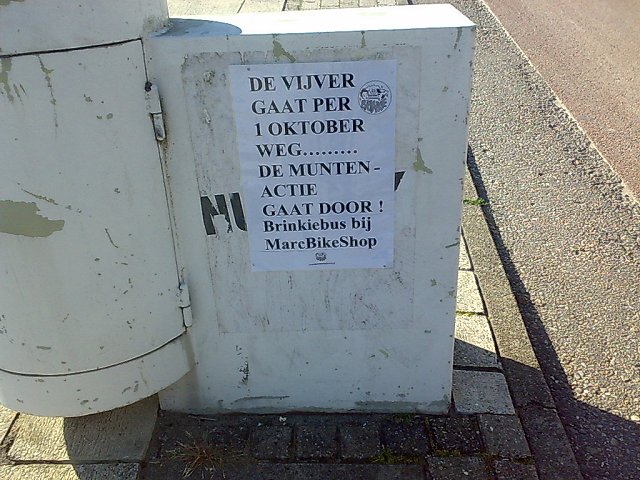 DE VIJVER
GAAT PER
1 OKTOBER
WEG.........
DE MUNTEN-
ACTIE
GAAT DOOR !
Brinkiebus bij
MarcBikeShop